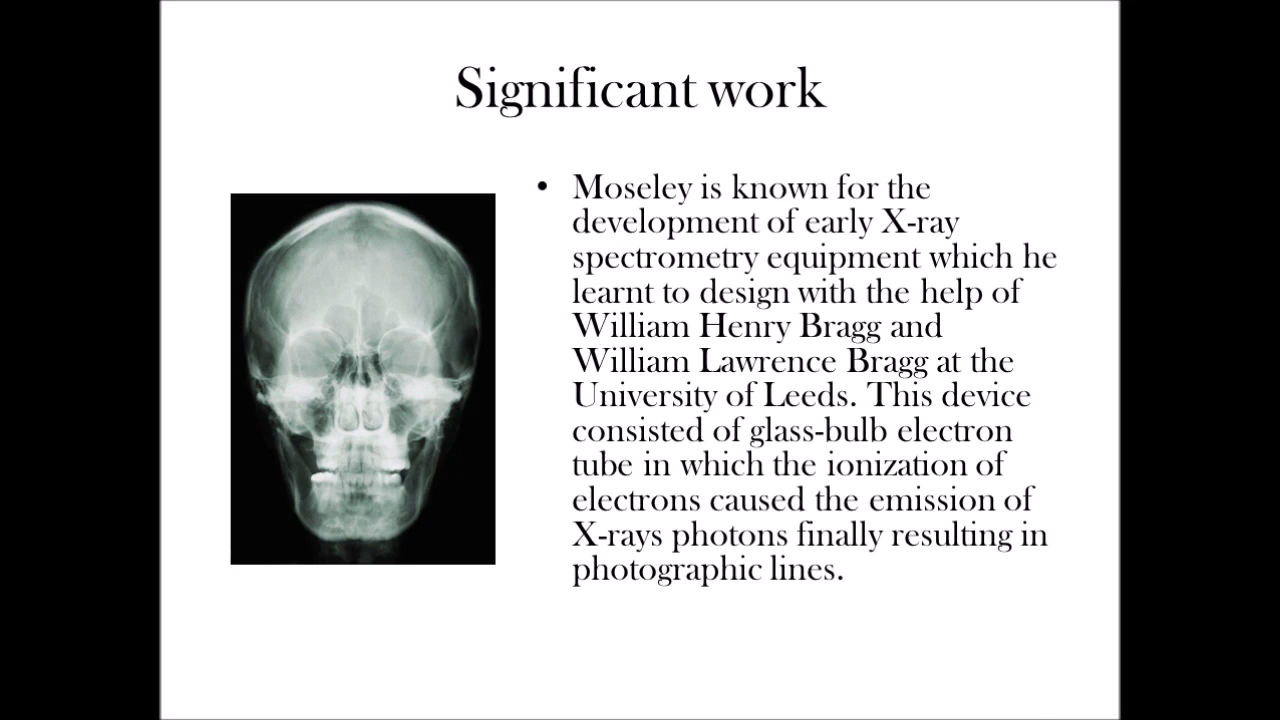 Significant work
• Moseley is known for the
development of early X-ray
spectrometry equipment which he
learnt to design with the help of
William Henry Bragg and
William Lawrence Bragg at the
University of Leeds. This device
consisted of glass-bulb electron
tube in which the ionization of
electrons caused the emission of
X-rays photons finally resulting in
photographic lines.